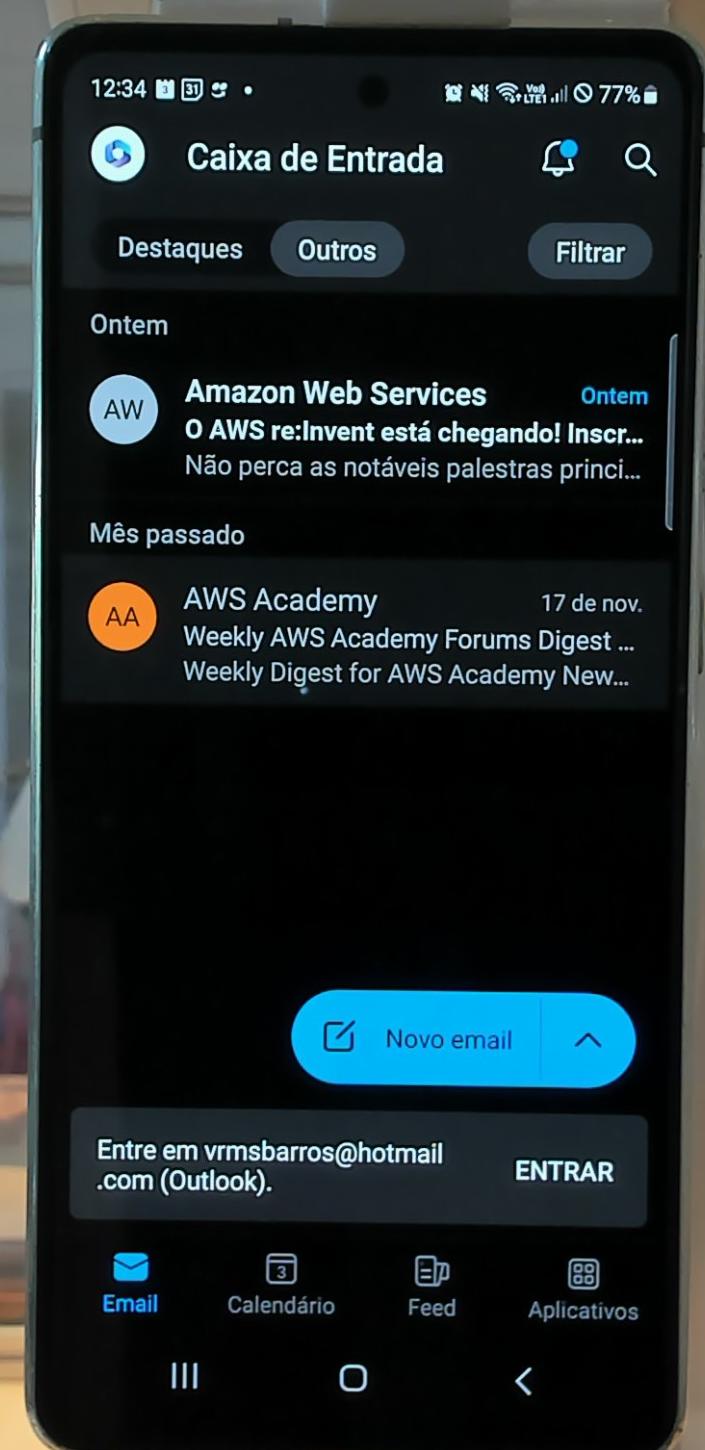 12:34 3 31 Vo) LTE1 77%
Caixa de Entrada
Destaques Outros Filtrar
Ontem
AW Amazon Web Services Ontem
O AWS re:Invent está chegando! Inscr...
Não perca as notáveis palestras princi...
Mês passado
AA AWS Academy 17 de nov.
Weekly AWS Academy Forums Digest ...
Weekly Digest for AWS Academy New...
Novo email
Entre em vrmsbarros@hotmail
.com (Outlook).
ENTRAR
3
Email Calendário Feed Aplicativos